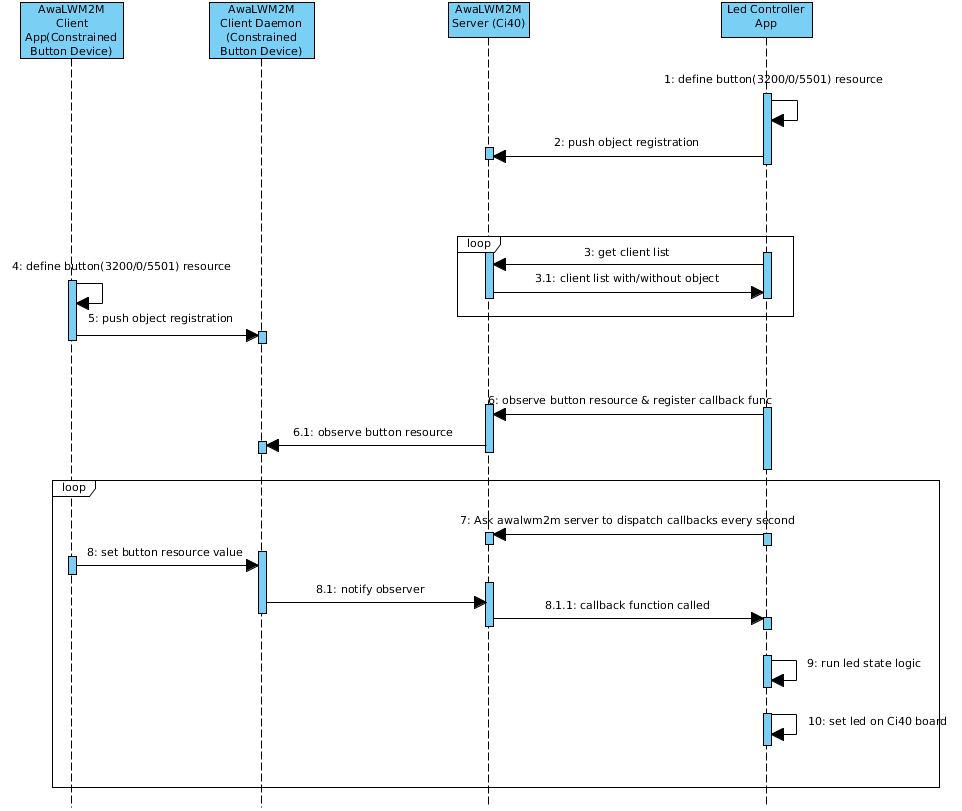 AwaLWM2M
Client
App(Constrained
Button Device)
AwaLWM2M
Client Daemon
(Constrained
Button Device)
AwaLWM2M
Server (Ci40)
Led Controller
App
1: define button(3200/0/5501) resource
2: push object registration
loop
3: get client list
3.1: client list with/without object
4: define button(3200/0/5501) resource
5: push object registration
6: observe button resource & register callback func
6.1: observe button resource
loop
7: Ask awalwm2m server to dispatch callbacks every second
8: set button resource value
8.1: notify observer
8.1.1: callback function called
9: run led state logic
10: set led on Ci40 board